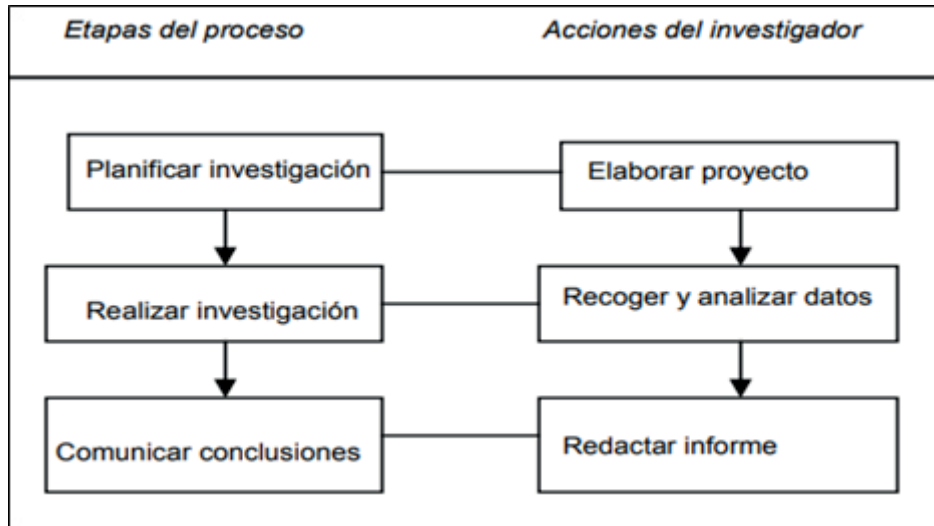 Etapas del proceso
Acciones del investigador
Planificar investigación
Elaborar proyecto
Realizar investigación
Recoger y analizar datos
Comunicar conclusiones
Redactar informe